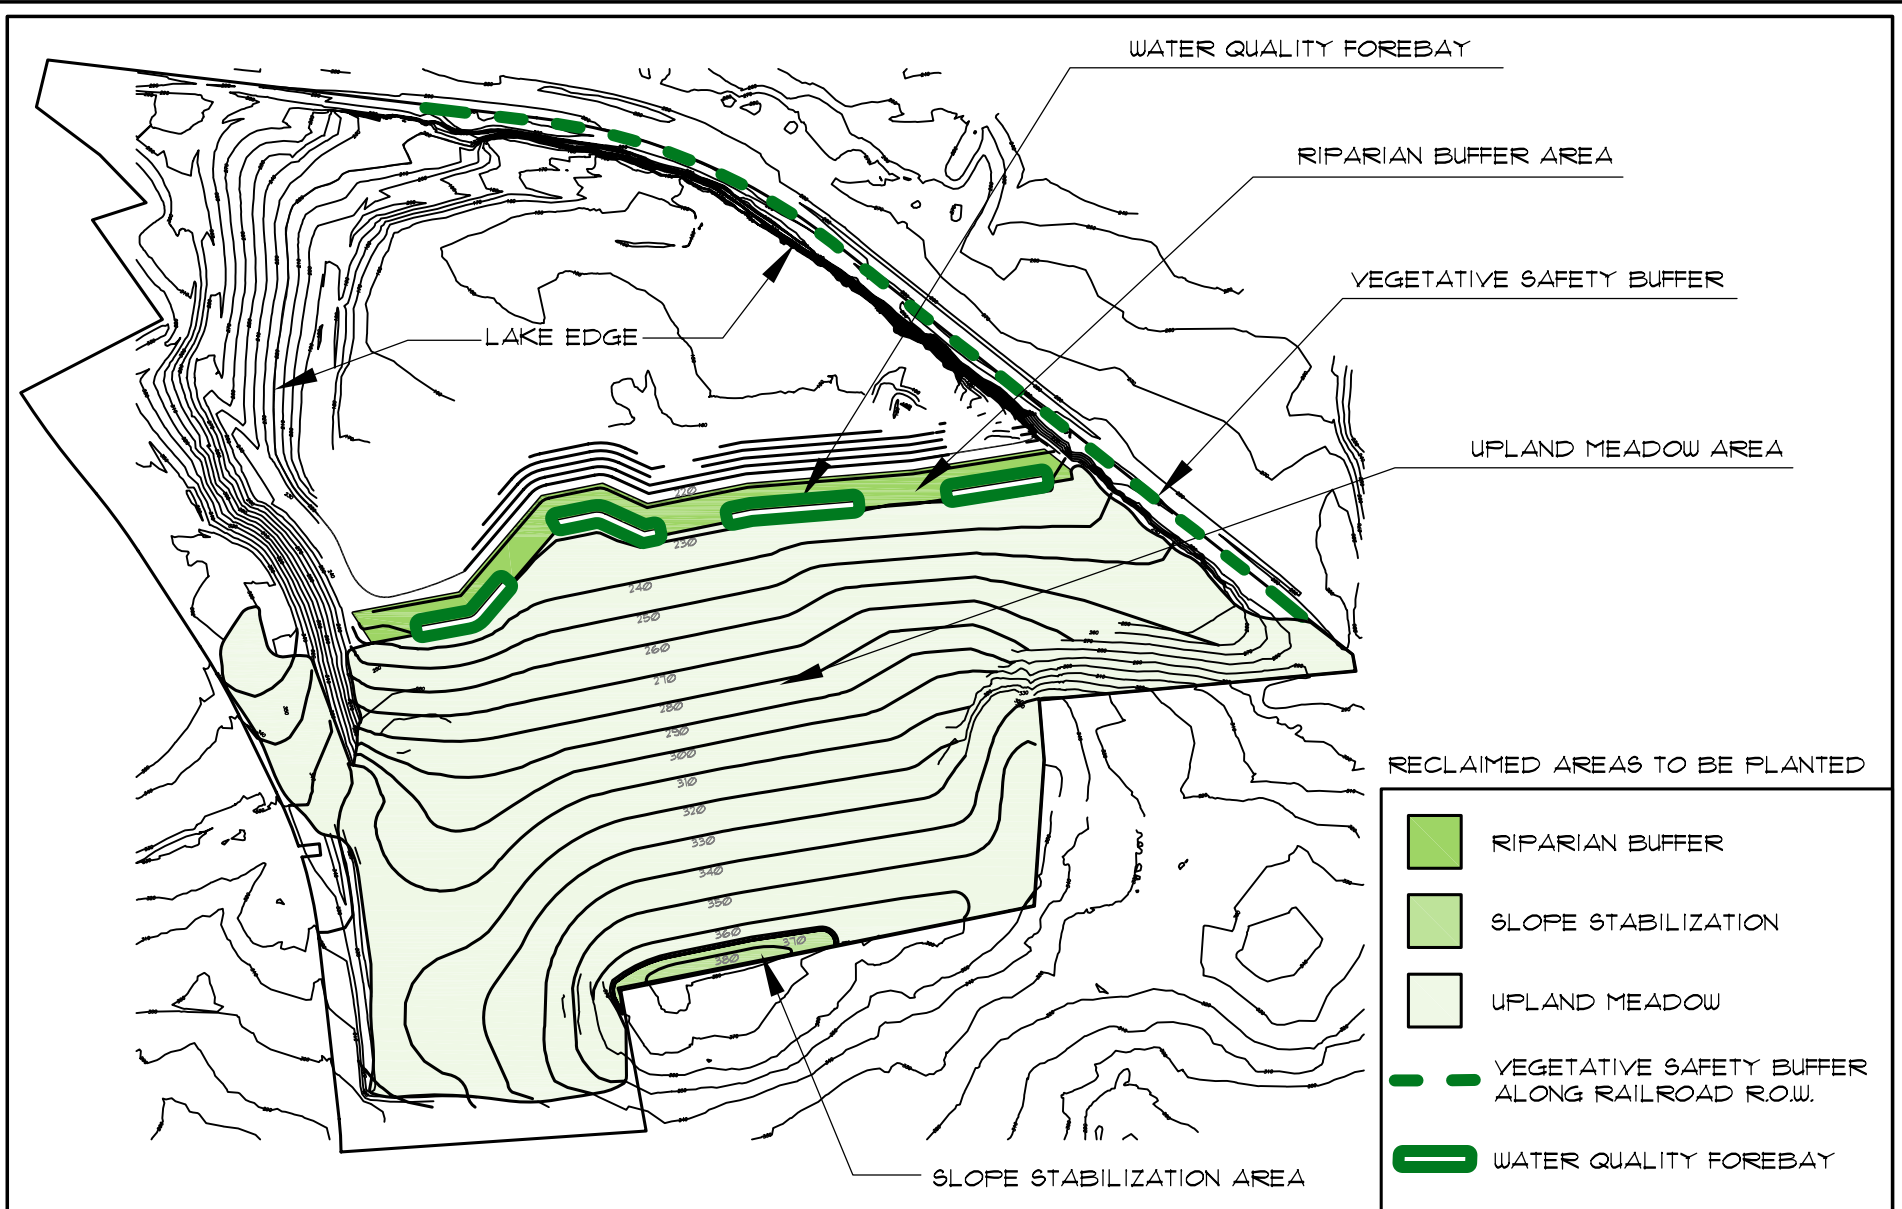 WATER QUALITY FOREBAY
RIPARIAN BUFFER AREA
VEGETATIVE SAFETY BUFFER
LAKE EDGE
UPLAND MEADOW AREA
220
230
240
250
260
270
280
290
300
310
320
330
340
350
360
370
380
SLOPE STABILIZATION AREA
RECLAIMED AREAS TO BE PLANTED
RIPARIAN BUFFER
SLOPE STABILIZATION
UPLAND MEADOW
VEGETATIVE SAFETY BUFFER
ALONG RAILROAD R.O.W.
WATER QUALITY FOREBAY